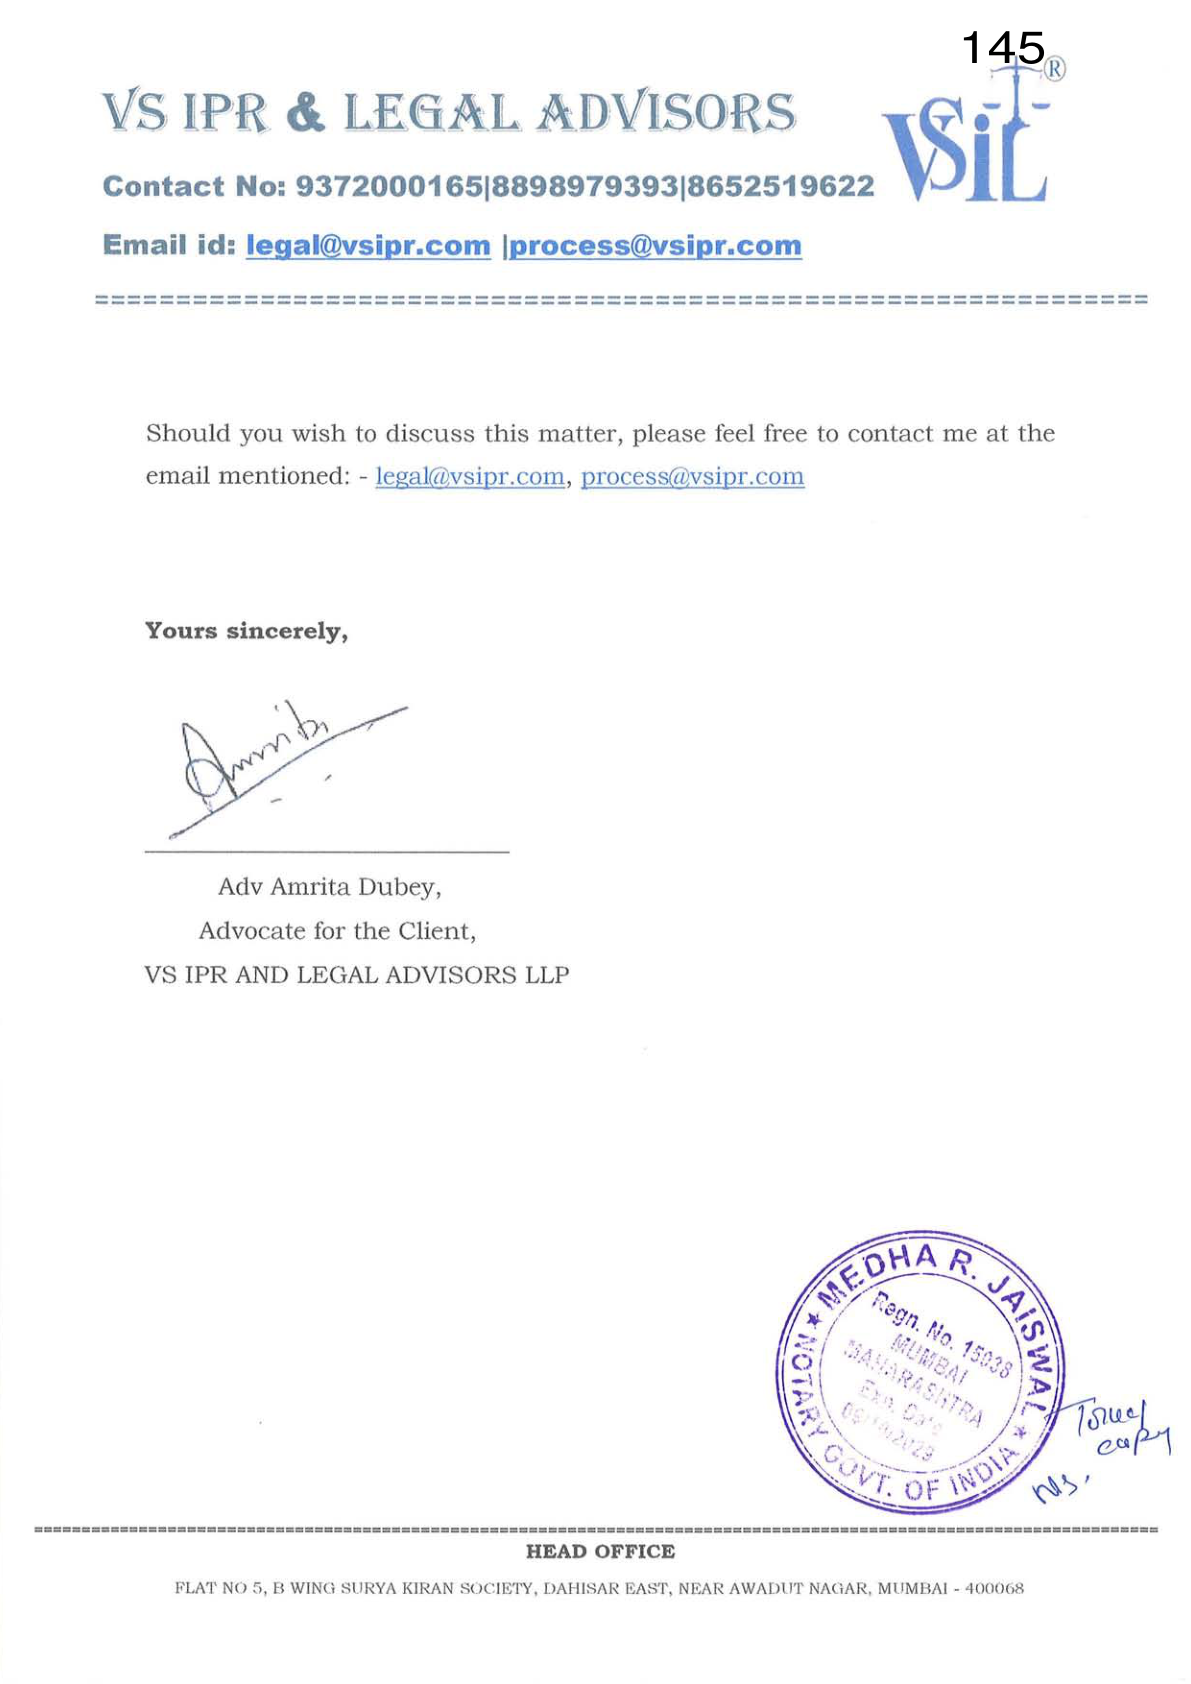 145
VS IPR & LEGAL ADVISORS
VSiL®
Contact No: 9372000165|8898979393|8652519622
Email id: legal@vsipr.com |process@vsipr.com
==================================================================
Should you wish to discuss this matter, please feel free to contact me at the
email mentioned: - legal@vsipr.com, process@vsipr.com
Yours sincerely,
Amrita
Adv Amrita Dubey,
Advocate for the Client,
VS IPR AND LEGAL ADVISORS LLP
MEDHA R. JAISWAL
Regn. No. 15038
MUMBAI
MAHARASHTRA
Exp. Date
NOTARY GOVT. OF INDIA
copy
HEAD OFFICE
FLAT NO 5, B WING SURYA KIRAN SOCIETY, DAHISAR EAST, NEAR AWADUT NAGAR, MUMBAI - 400068